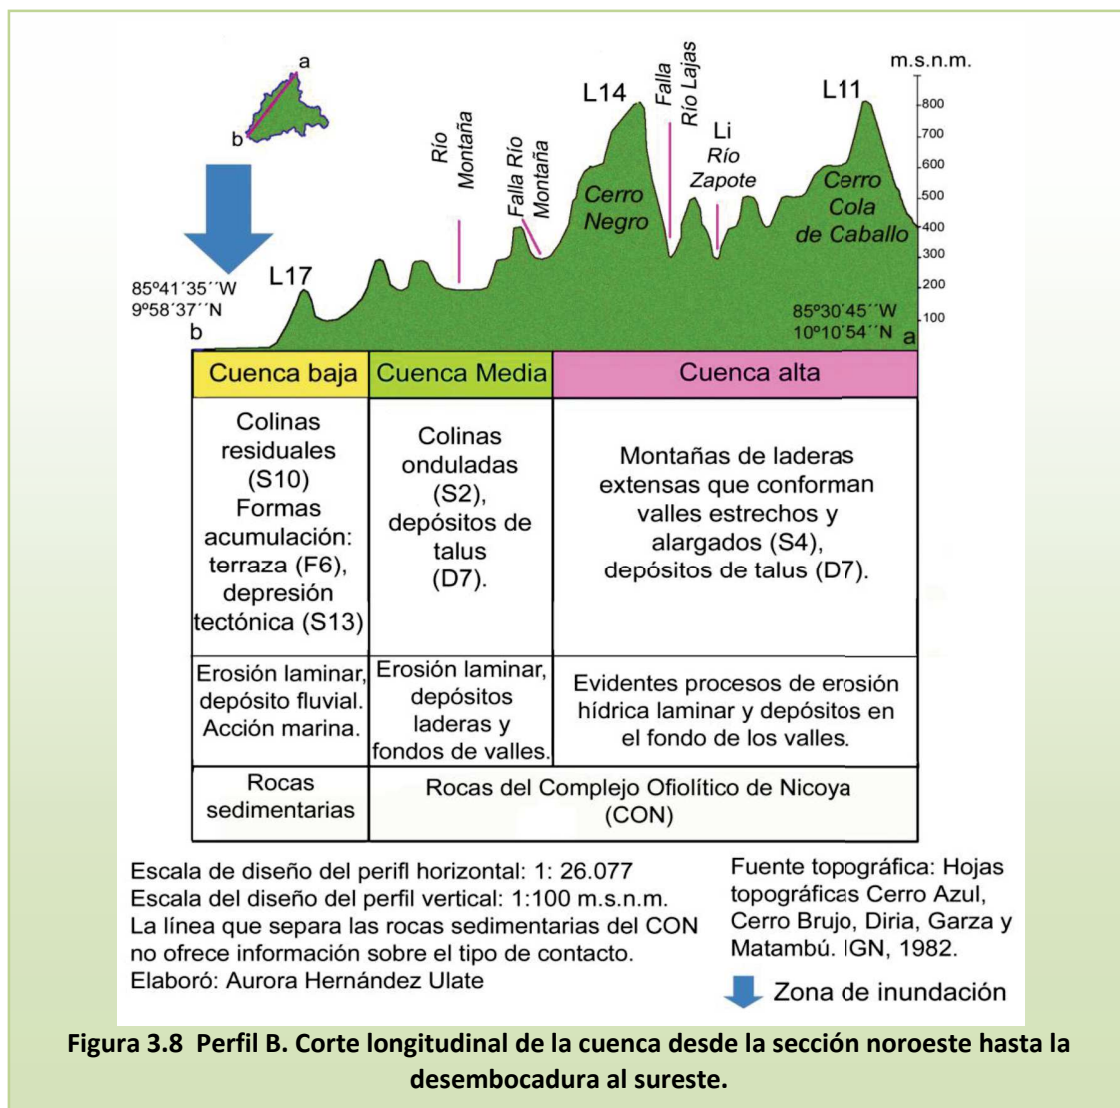 a
b
m.s.n.m.
800
700
600
500
400
300
200
100
L14
L11
L17
Río
Montaña
Falla Río
Montaña
Falla
Río Lajas
Li
Río
Zapote
Cerro
Negro
Cerro
Cola
de Caballo
85º41´35´´W
9º58´37´´N
b
85º30´45´´W
10º10´54´´N a
Cuenca baja
Cuenca Media
Cuenca alta
Colinas
residuales
(S10)
Formas
acumulación:
terraza (F6),
depresión
tectónica (S13)
Colinas
onduladas
(S2),
depósitos de
talus
(D7).
Montañas de laderas
extensas que conforman
valles estrechos y
alargados (S4),
depósitos de talus (D7).
Erosión laminar,
depósito fluvial.
Acción marina.
Erosión laminar,
depósitos
laderas y
fondos de valles.
Evidentes procesos de erosión
hídrica laminar y depósitos en
el fondo de los valles.
Rocas
sedimentarias
Rocas del Complejo Ofiolítico de Nicoya
(CON)
Escala de diseño del perifl horizontal: 1: 26.077
Escala del diseño del perfil vertical: 1:100 m.s.n.m.
La línea que separa las rocas sedimentarias del CON
no ofrece información sobre el tipo de contacto.
Elaboró: Aurora Hernández Ulate
Fuente topográfica: Hojas
topográficas Cerro Azul,
Cerro Brujo, Diria, Garza y
Matambú. IGN, 1982.
Zona de inundación
Figura 3.8 Perfil B. Corte longitudinal de la cuenca desde la sección noroeste hasta la
desembocadura al sureste.